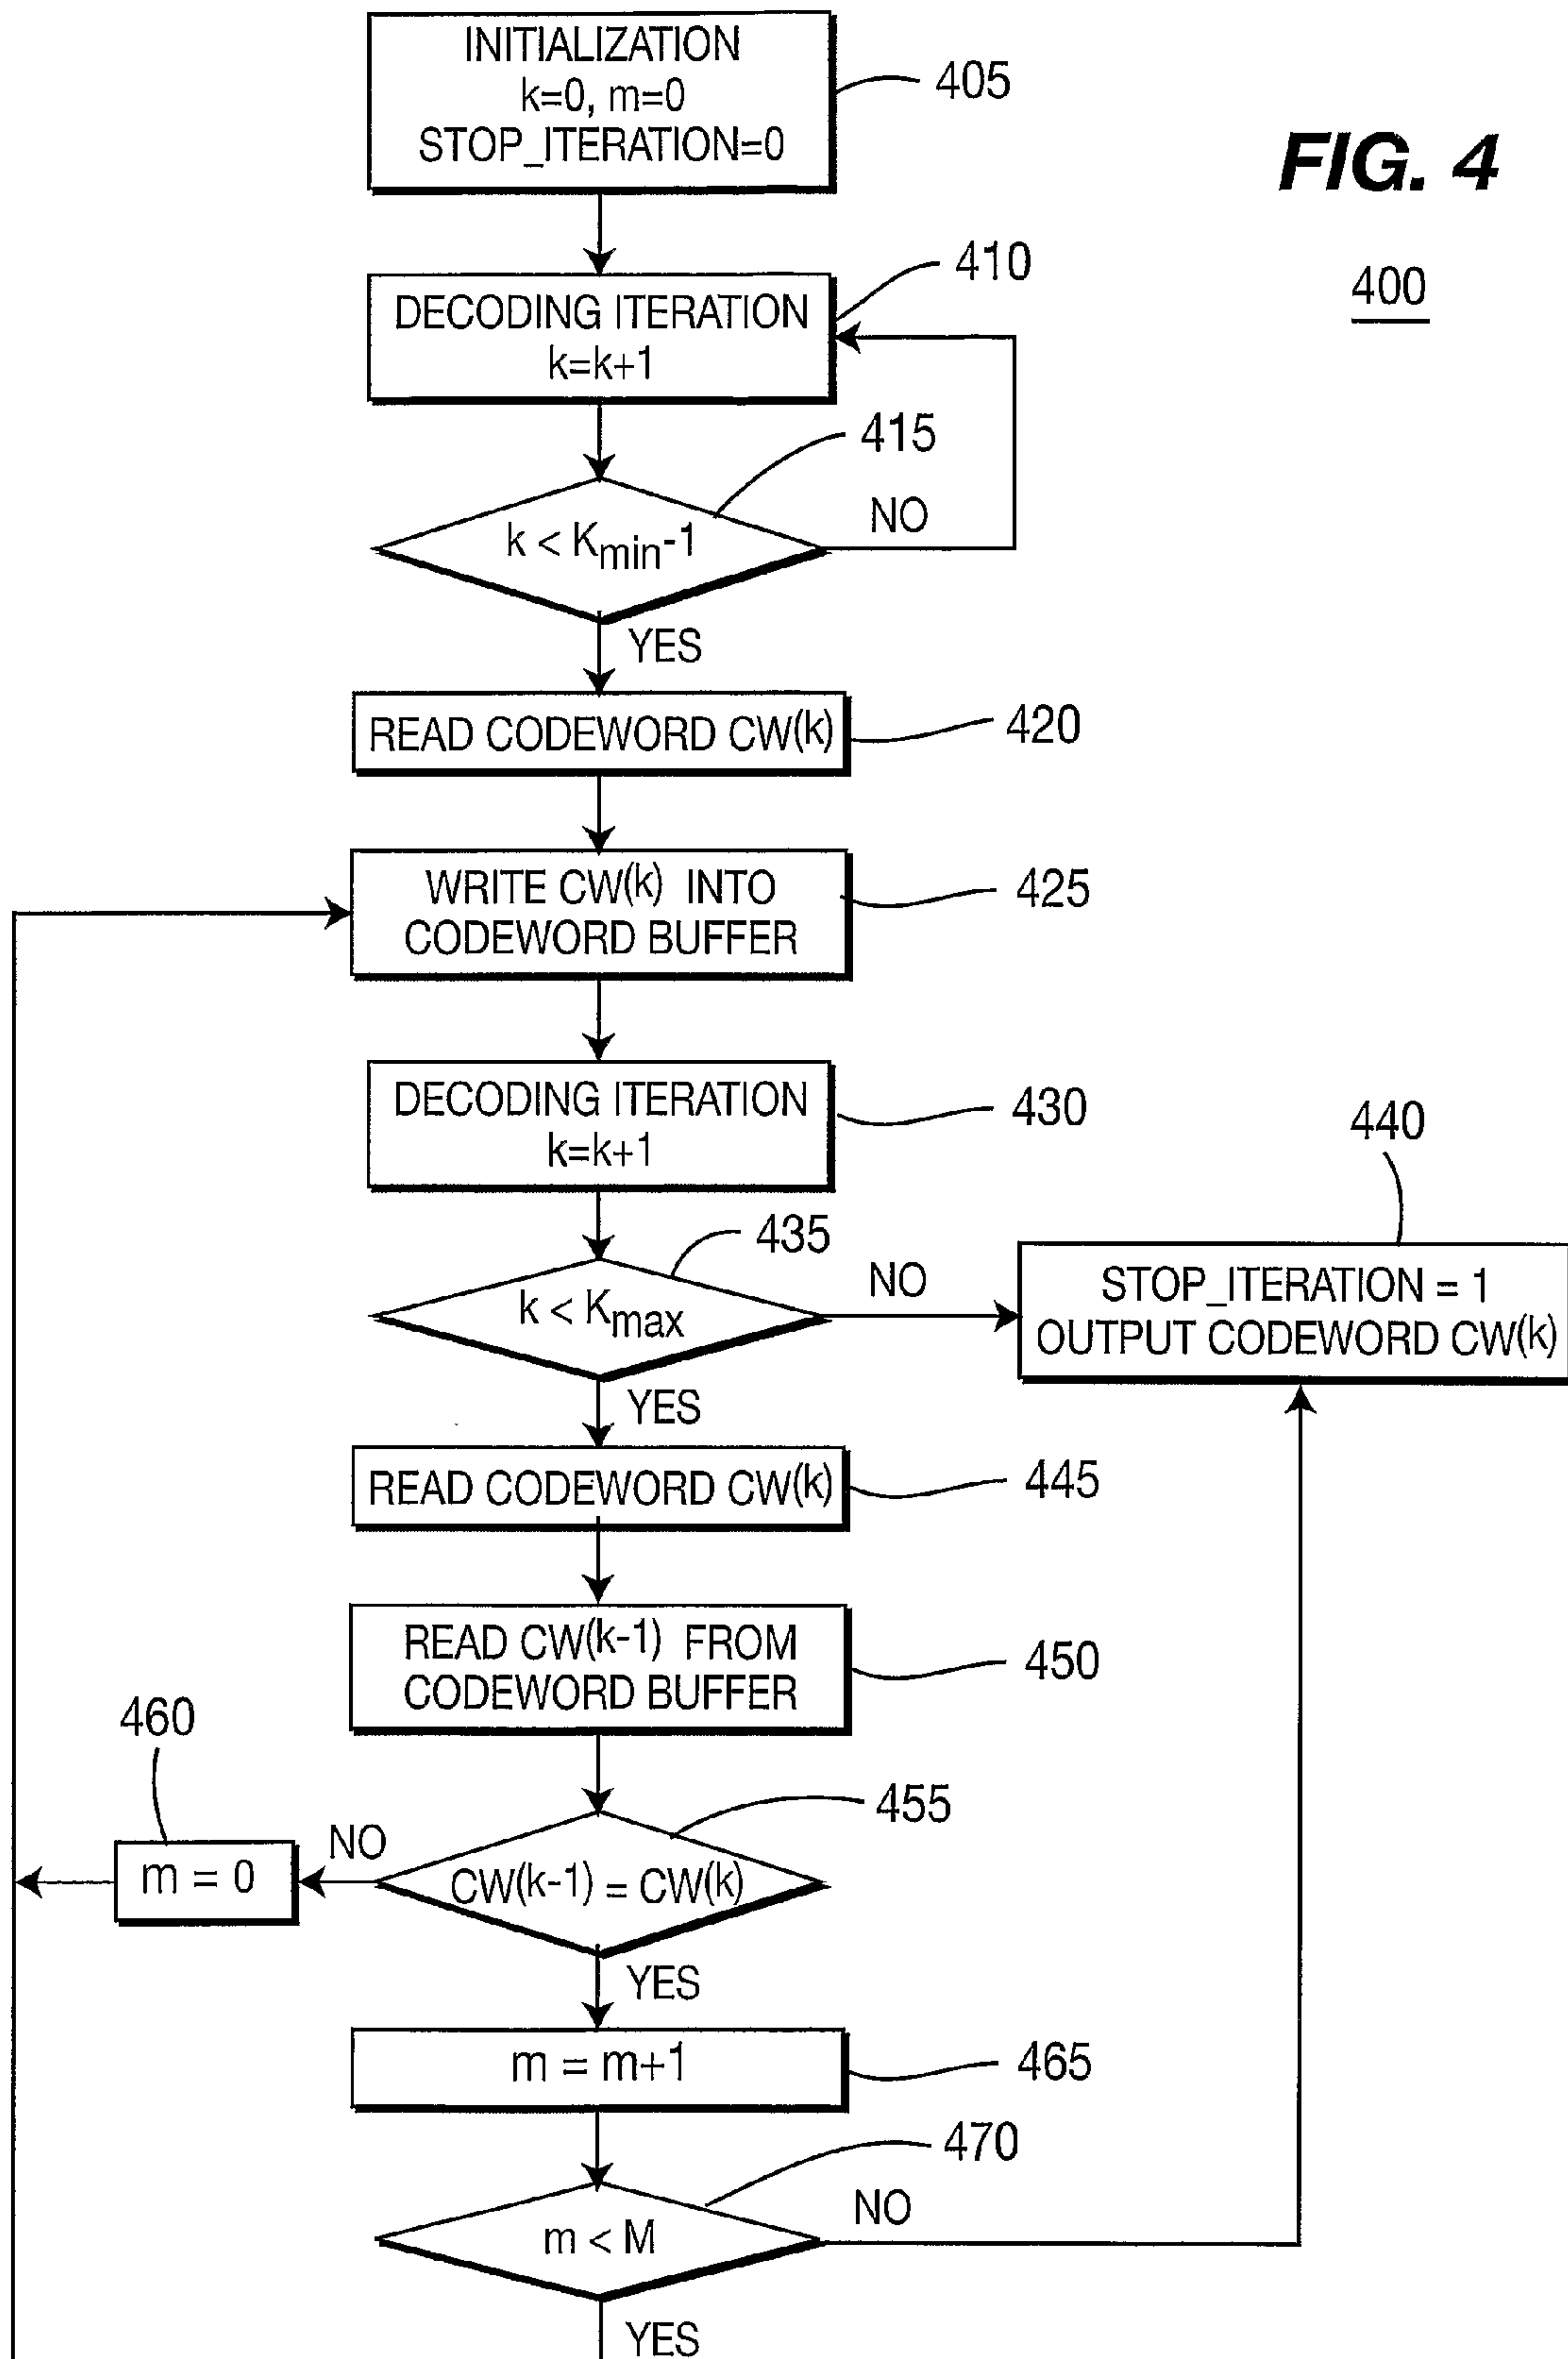 INITIALIZATION
k=0, m=0
STOP_ITERATION=0
405
FIG. 4
400
DECODING ITERATION
k=k+1
410
415
k < Kmin-1
NO
YES
READ CODEWORD CW(k)
420
WRITE CW(k) INTO
CODEWORD BUFFER
425
DECODING ITERATION
k=k+1
430
440
435
k < Kmax
NO
STOP_ITERATION = 1
OUTPUT CODEWORD CW(k)
YES
READ CODEWORD CW(k)
445
READ CW(k-1) FROM
CODEWORD BUFFER
450
460
455
m = 0
NO
CW(k-1) = CW(k)
YES
m = m+1
465
470
m < M
NO
YES